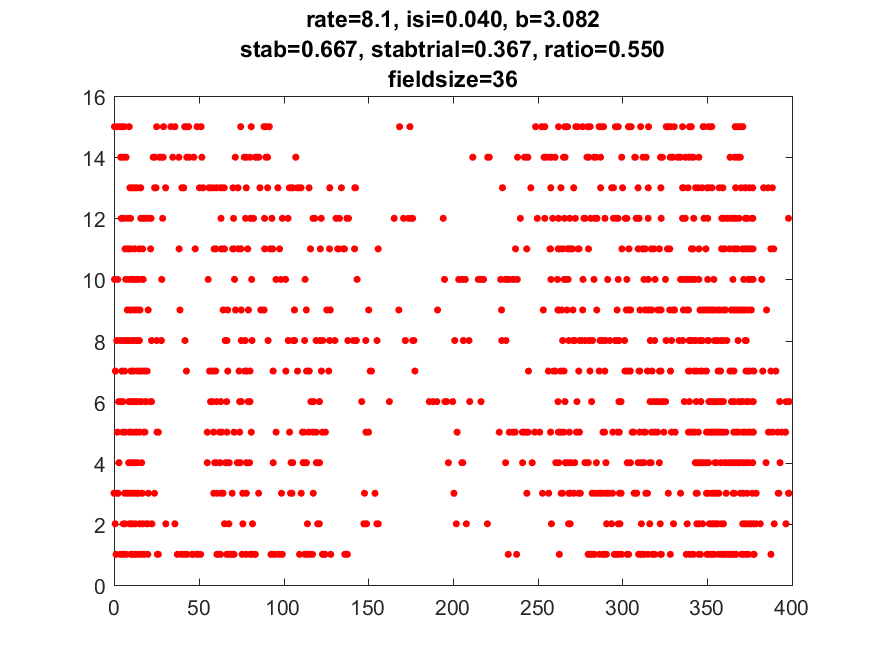 rate=8.1, isi=0.040, b=3.082
stab=0.667, stabtrial=0.367, ratio=0.550
fieldsize=36
16
14
12
10
8
6
4
2
0
0 50 100 150 200 250 300 350 400